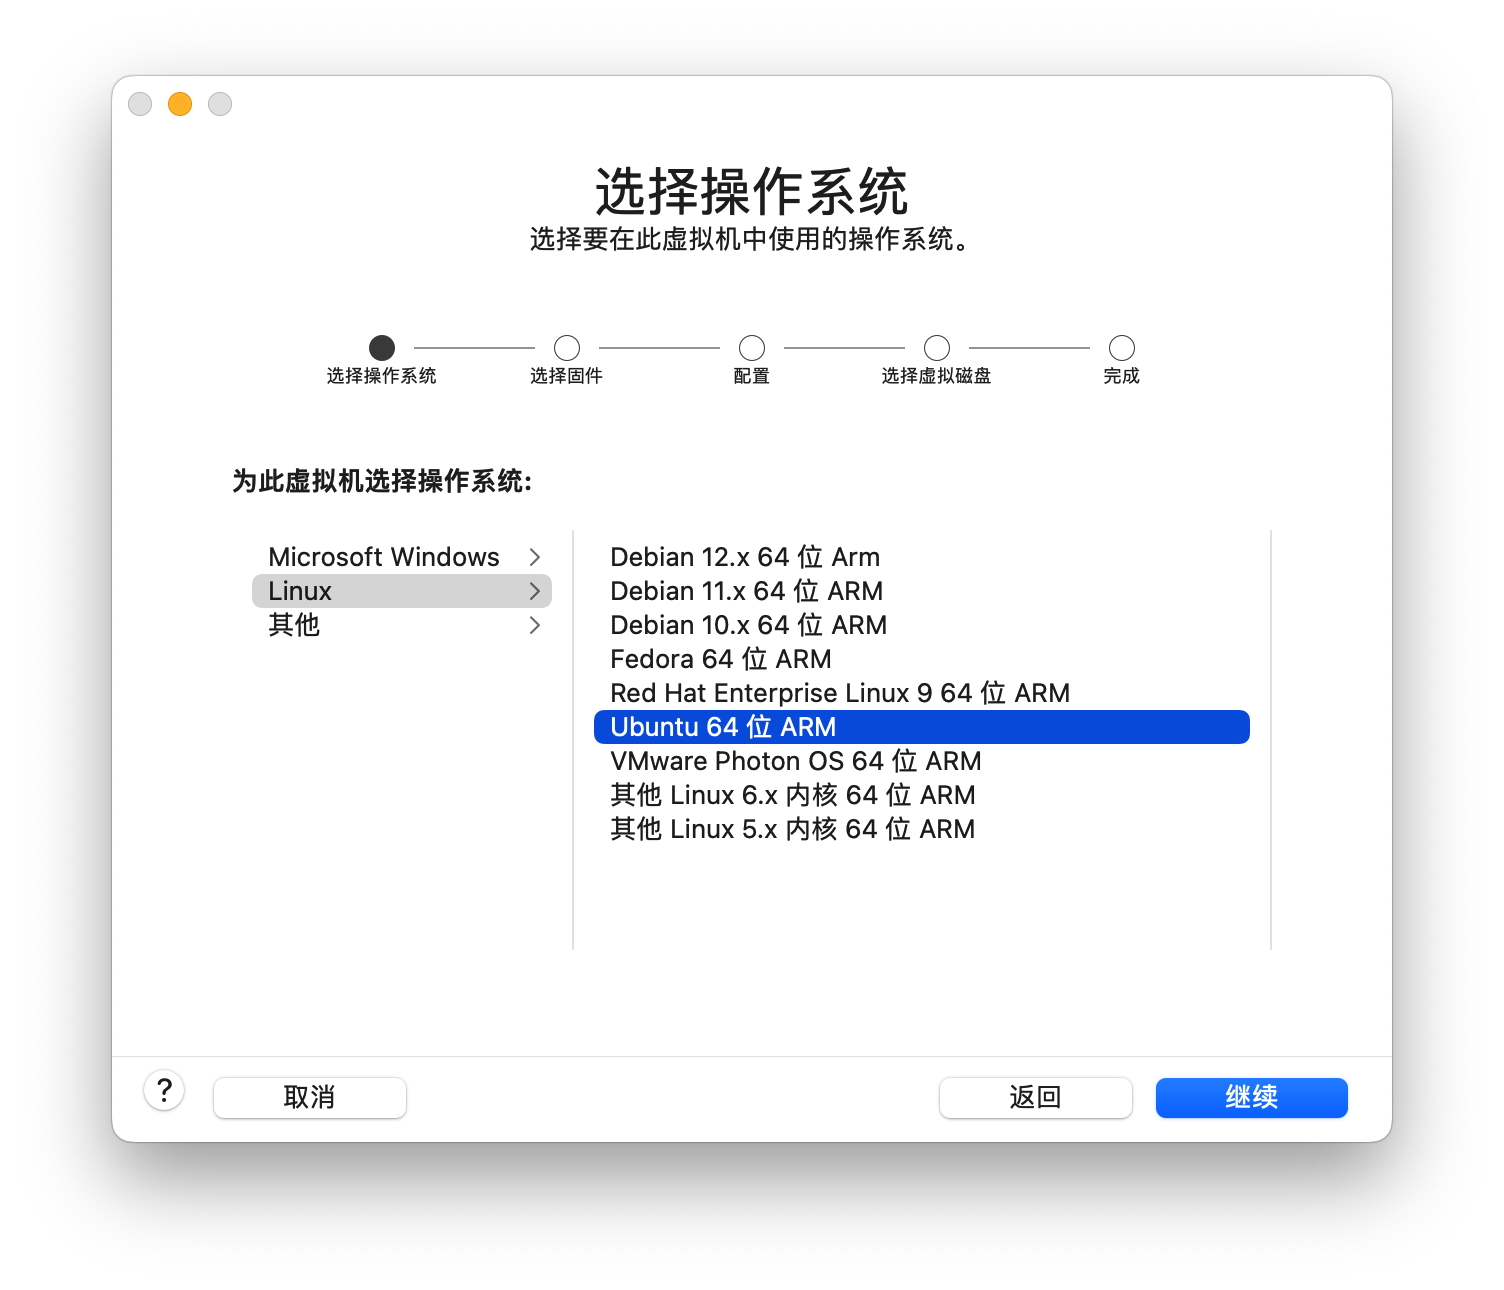 选择操作系统
选择要在此虚拟机中使用的操作系统。
选择操作系统
选择固件
配置
选择虚拟磁盘
完成
为此虚拟机选择操作系统:
Microsoft Windows
Linux
其他
Debian 12.x 64 位 Arm
Debian 11.x 64 位 ARM
Debian 10.x 64 位 ARM
Fedora 64 位 ARM
Red Hat Enterprise Linux 9 64 位 ARM
Ubuntu 64 位 ARM
VMware Photon OS 64 位 ARM
其他 Linux 6.x 内核 64 位 ARM
其他 Linux 5.x 内核 64 位 ARM
?
取消
返回
继续